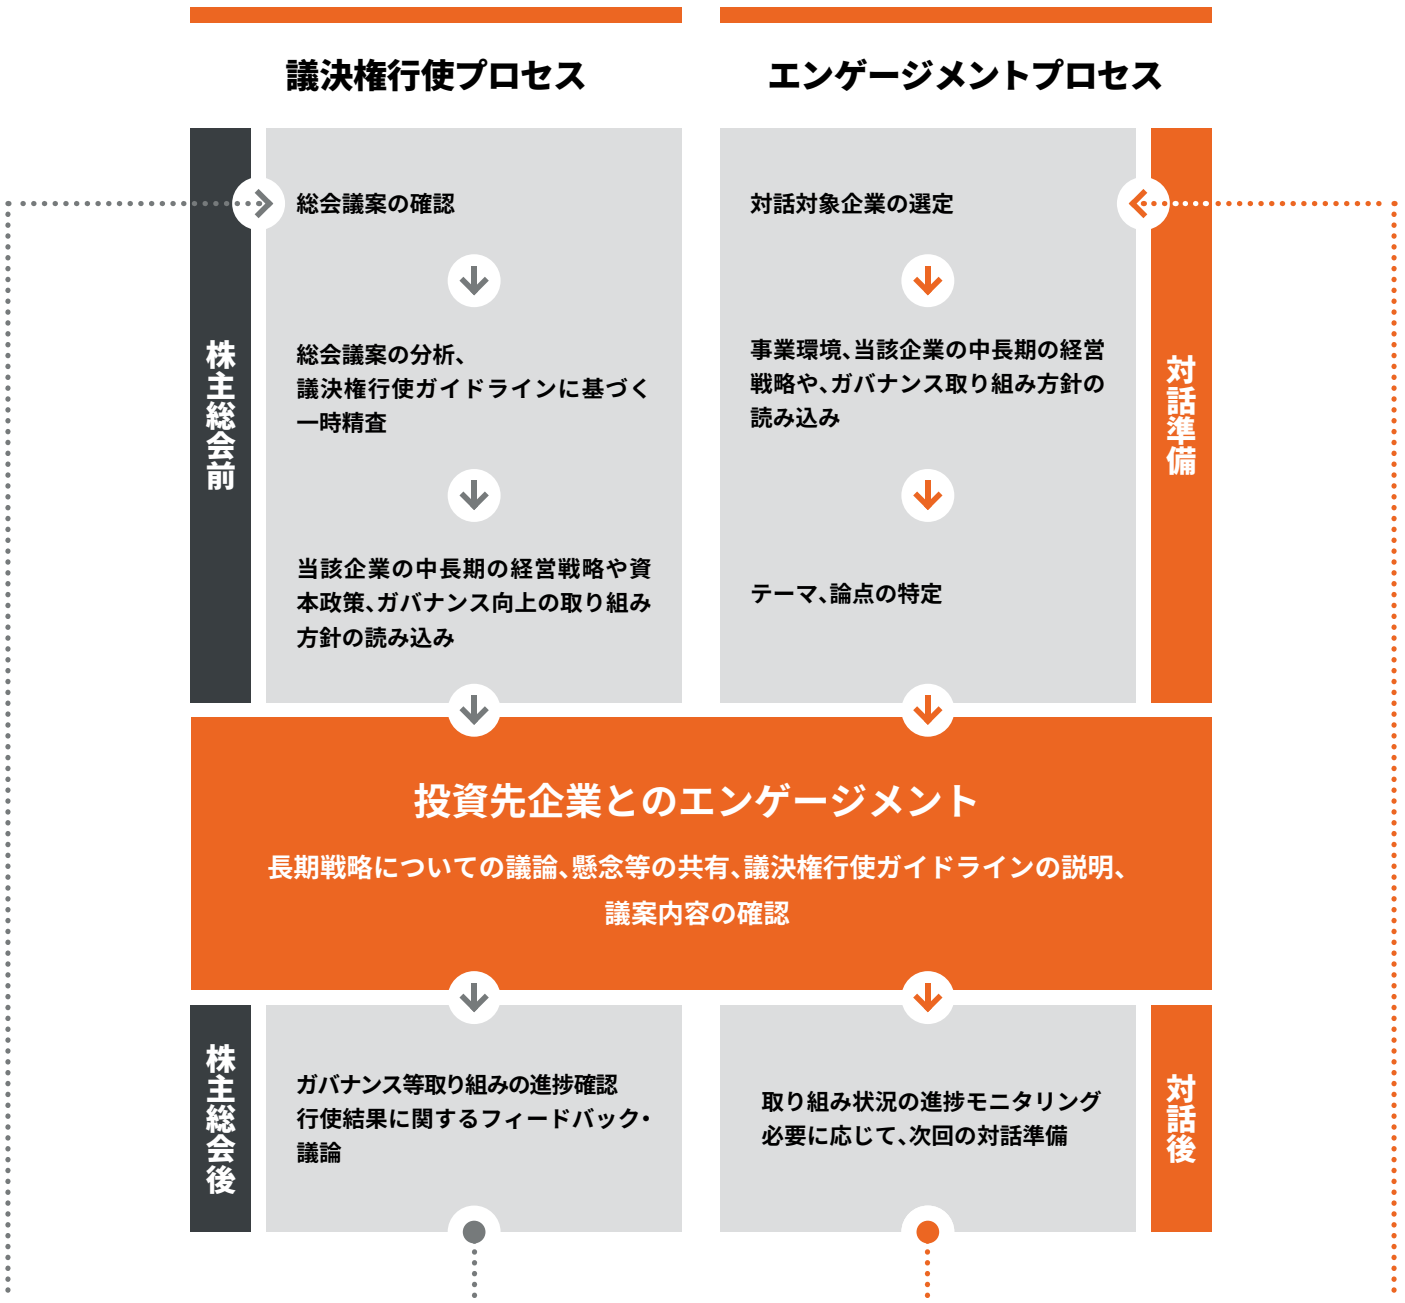 議決権行使プロセス
エンゲージメントプロセス
株主総会前
総会議案の確認
総会議案の分析、
議決権行使ガイドラインに基づく
一時精査
当該企業の中長期の経営戦略や資
本政策、ガバナンス向上の取り組み
方針の読み込み
対話対象企業の選定
事業環境、当該企業の中長期の経営
戦略や、ガバナンス取り組み方針の
読み込み
テーマ、論点の特定
対話準備
投資先企業とのエンゲージメント
長期戦略についての議論、懸念等の共有、議決権行使ガイドラインの説明、
議案内容の確認
株主総会後
ガバナンス等取り組みの進捗確認
行使結果に関するフィードバック・
議論
取り組み状況の進捗モニタリング
必要に応じて、次回の対話準備
対話後